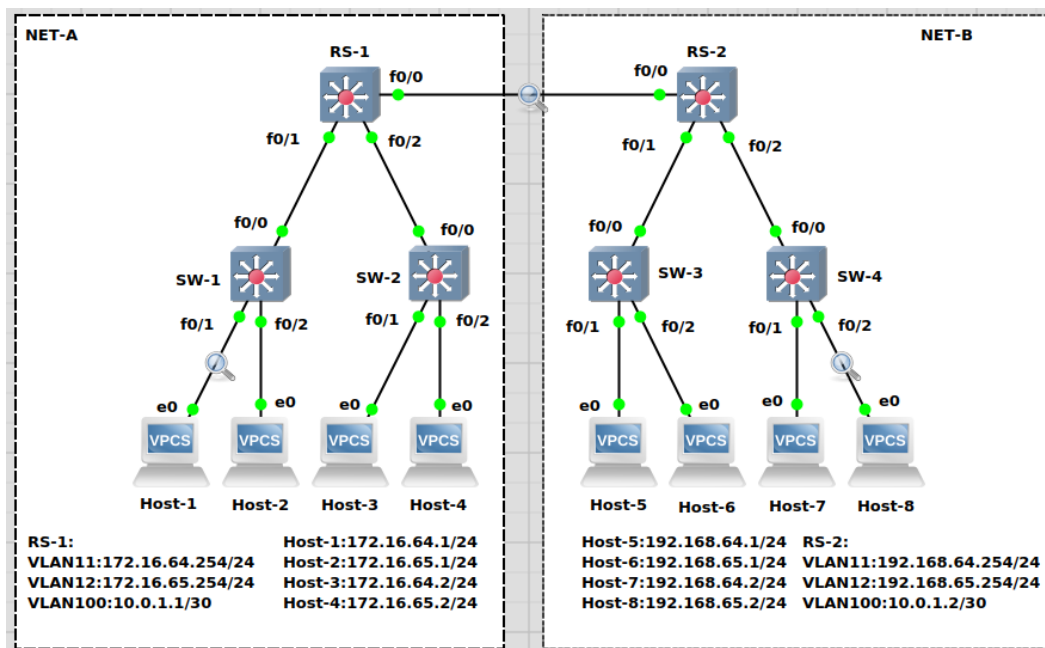 NET-A
NET-B
RS-1
RS-2
f0/0
f0/0
f0/1
f0/2
f0/1
f0/2
f0/0
f0/0
f0/0
f0/0
SW-1
SW-2
SW-3
SW-4
f0/1
f0/2
f0/1
f0/2
f0/1
f0/2
f0/1
f0/2
e0
e0
e0
e0
e0
e0
e0
e0
VPCS
VPCS
VPCS
VPCS
VPCS
VPCS
VPCS
VPCS
Host-1
Host-2
Host-3
Host-4
Host-5
Host-6
Host-7
Host-8
RS-1:
VLAN11:172.16.64.254/24
VLAN12:172.16.65.254/24
VLAN100:10.0.1.1/30
Host-1:172.16.64.1/24
Host-2:172.16.65.1/24
Host-3:172.16.64.2/24
Host-4:172.16.65.2/24
Host-5:192.168.64.1/24
Host-6:192.168.65.1/24
Host-7:192.168.64.2/24
Host-8:192.168.65.2/24
RS-2:
VLAN11:192.168.64.254/24
VLAN12:192.168.65.254/24
VLAN100:10.0.1.2/30